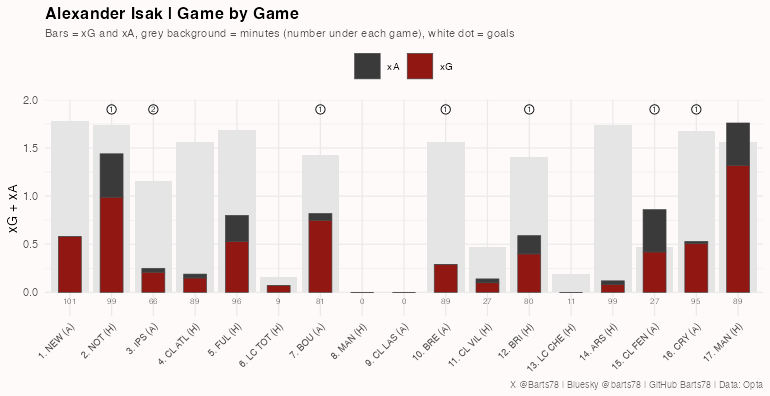 Alexander Isak | Game by Game
Bars = xG and xA, grey background = minutes (number under each game), white dot = goals
xA xG
2.0
1.5
1.0
0.5
0.0
xG + xA
1 2 1 1 1 1 1
101 99 66 89 96 9 81 0 0 89 27 80 11 99 27 95 89
1. NEW (A)
2. NOT (H)
3. IPS (A)
4. CL ATL (H)
5. FUL (H)
6. LC TOT (H)
7. BOU (A)
8. MAN (H)
9. CL LAS (A)
10. BRE (A)
11. CL VIL (H)
12. BRI (H)
13. LC CHE (H)
14. ARS (H)
15. CL FEN (A)
16. CRY (A)
17. MAN (H)
X @Barts78 | Bluesky @barts78 | GitHub Barts78 | Data: Opta